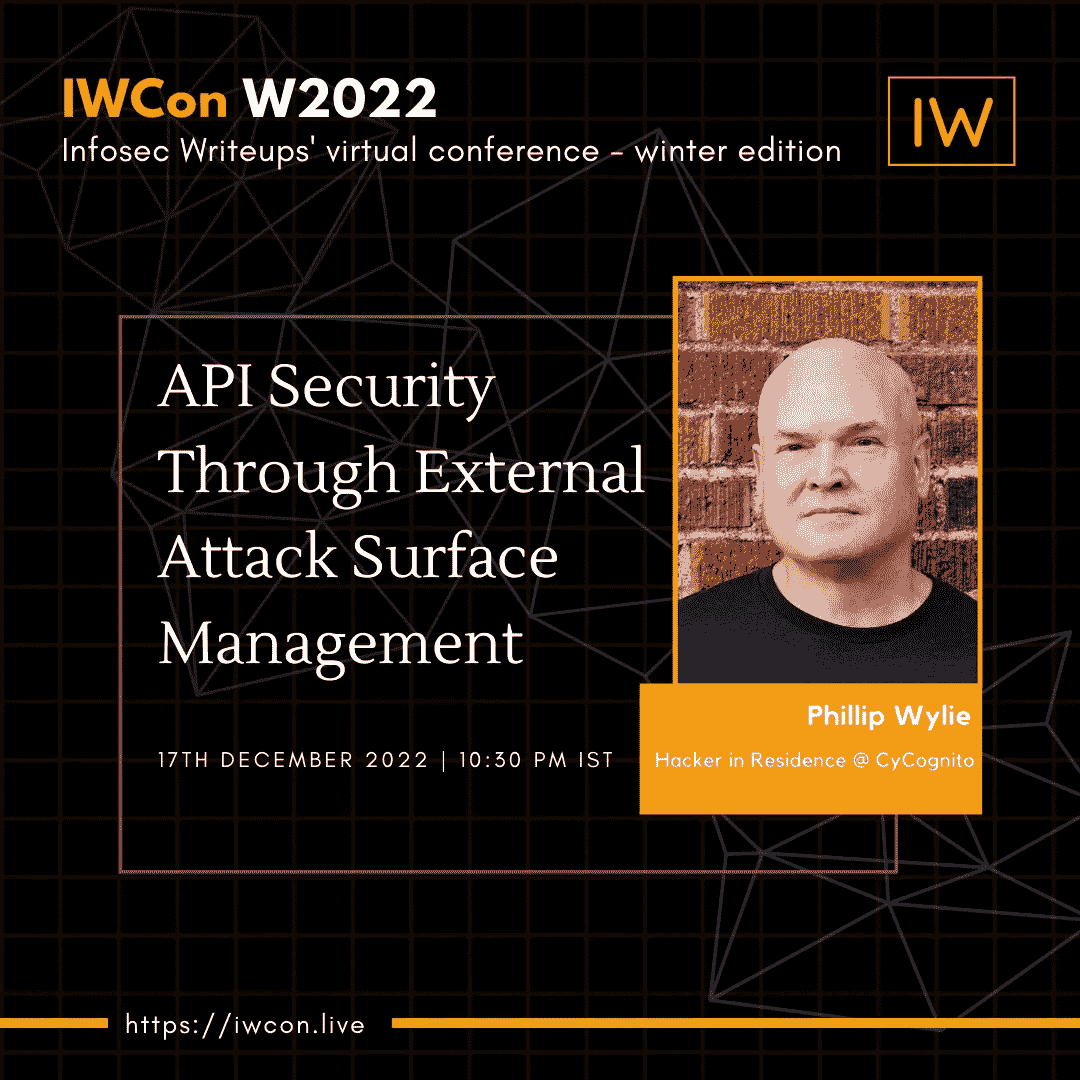 IWCon W2022
Infosec Writeups' virtual conference - winter edition
IW
API Security
Through External
Attack Surface
Management
17TH DECEMBER 2022 | 10:30 PM IST
Phillip Wylie
Hacker in Residence @ CyCognito
https://iwcon.live